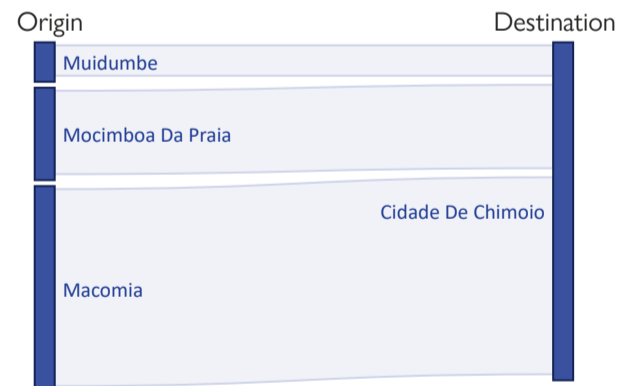 Origin
Destination
Muidumbe
Mocimboa Da Praia
Cidade De Chimoio
Macomia